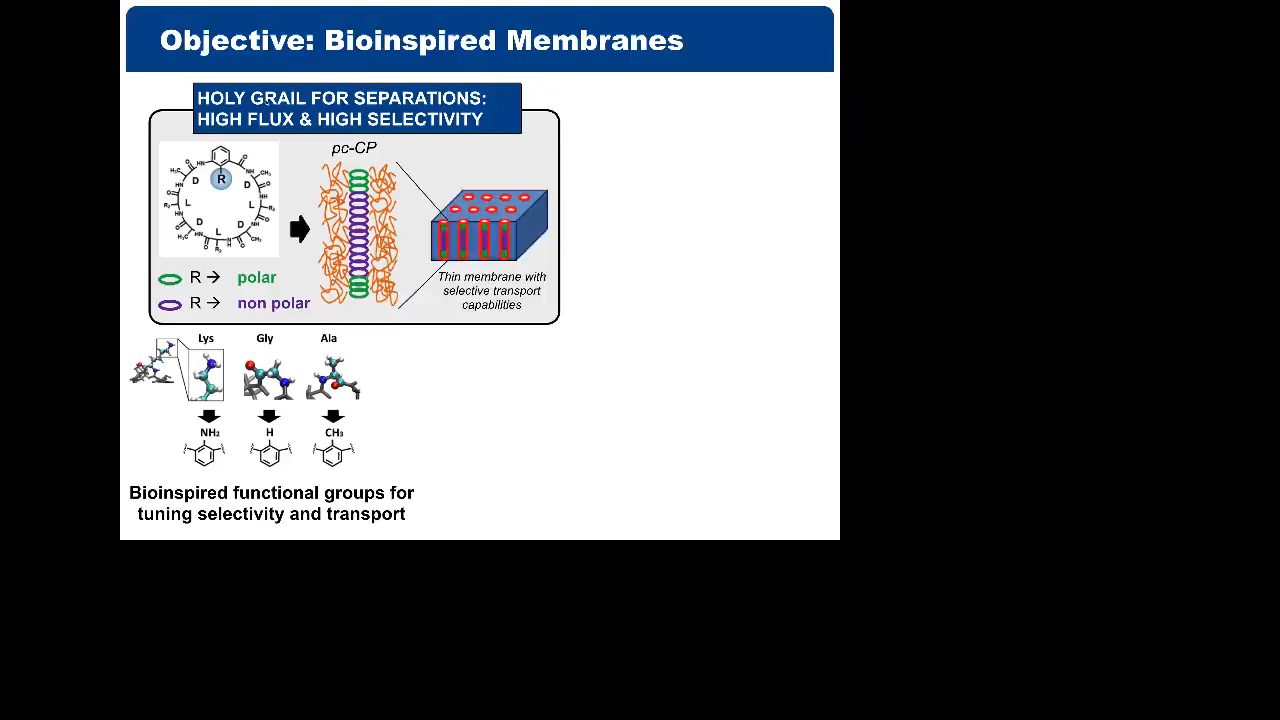 Objective: Bioinspired Membranes
HOLY GRAIL FOR SEPARATIONS:
HIGH FLUX & HIGH SELECTIVITY
pc-CP
R
D
D
L
L
D
D
L
R → polar
R → non polar
Thin membrane with
selective transport
capabilities
Lys Gly Ala
NH₂ H CH₃
Bioinspired functional groups for
tuning selectivity and transport